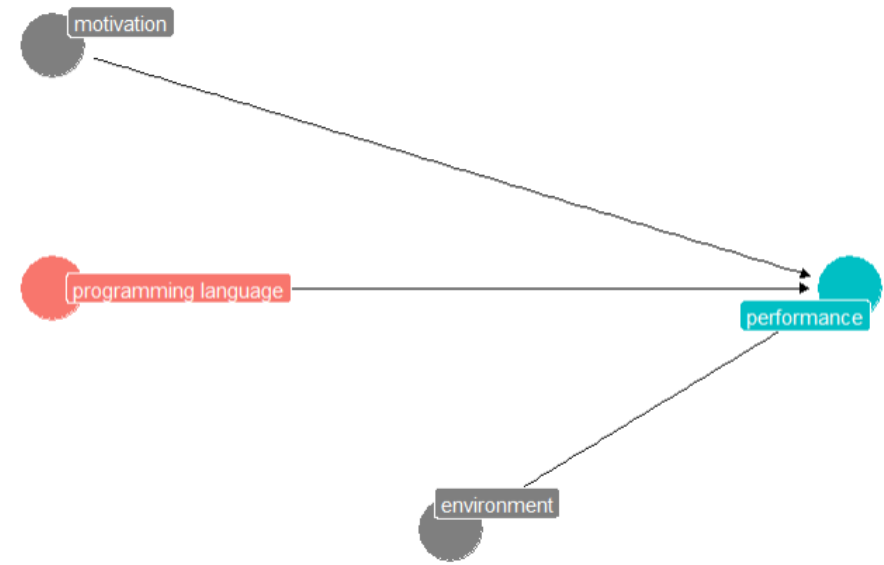 motivation
programming language
performance
environment